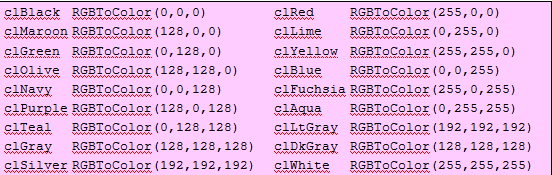 clBlack RGBToColor(0,0,0) clRed RGBToColor(255,0,0)
clMaroon RGBToColor(128,0,0) clLime RGBToColor(0,255,0)
clGreen RGBToColor(0,128,0) clYellow RGBToColor(255,255,0)
clOlive RGBToColor(128,128,0) clBlue RGBToColor(0,0,255)
clNavy RGBToColor(0,0,128) clFuchsia RGBToColor(255,0,255)
clPurple RGBToColor(128,0,128) clAqua RGBToColor(0,255,255)
clTeal RGBToColor(0,128,128) clLtGray RGBToColor(192,192,192)
clGray RGBToColor(128,128,128) clDkGray RGBToColor(128,128,128)
clSilver RGBToColor(192,192,192) clWhite RGBToColor(255,255,255)